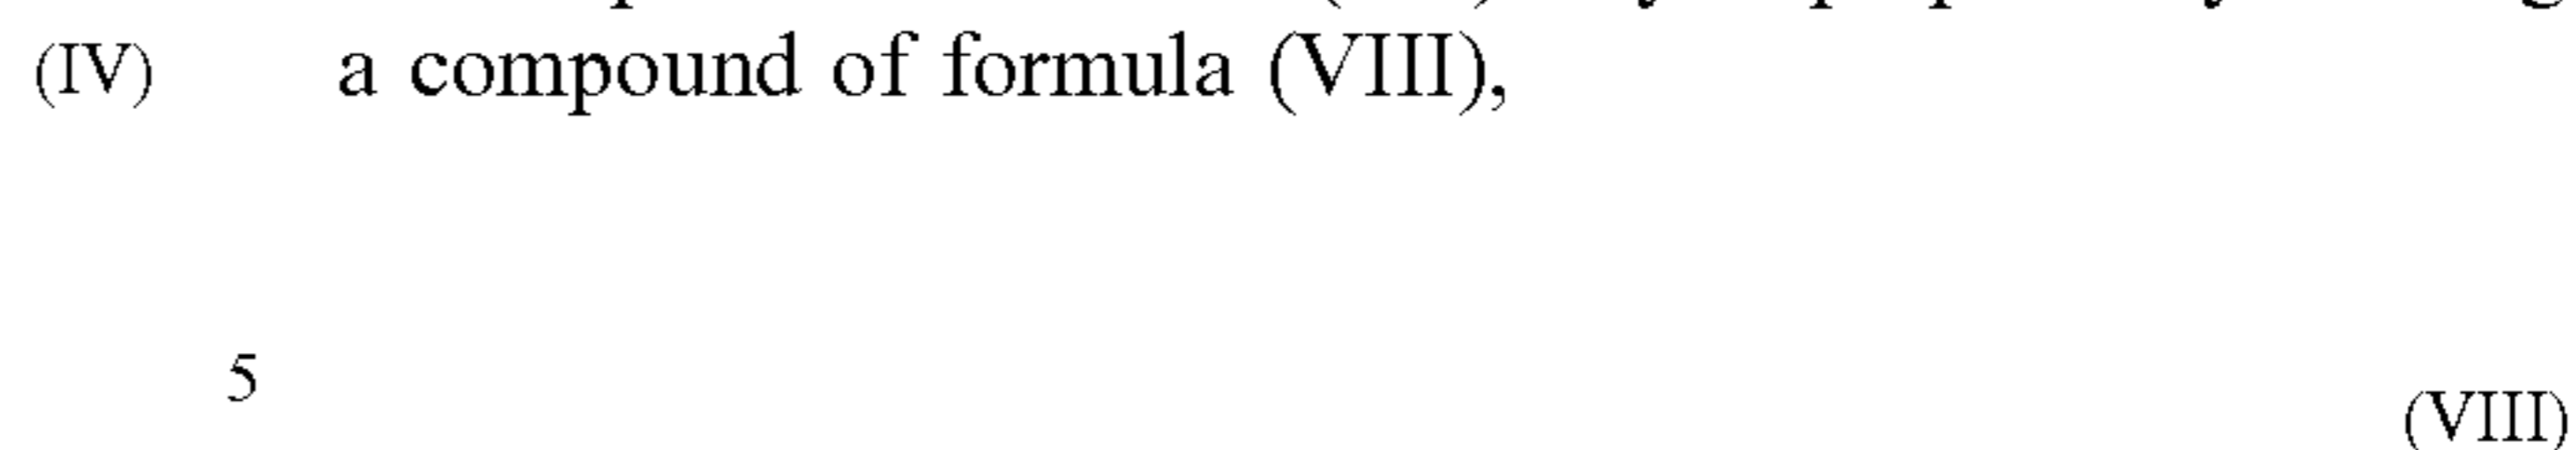 (IV) a compound of formula (VIII),
5
(VIII)